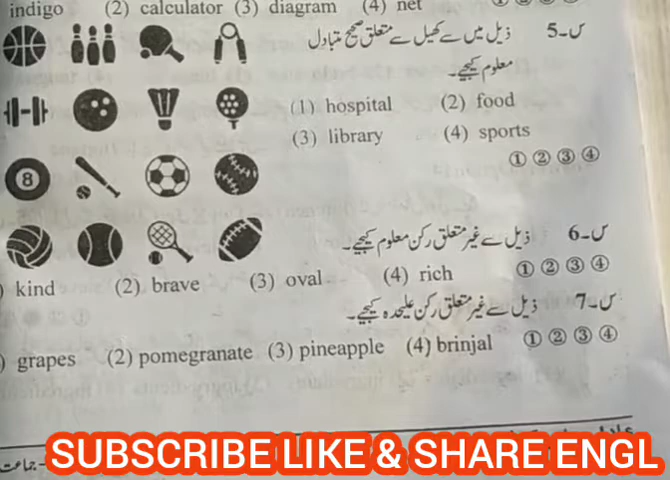 indigo (2) calculator (3) diagram (4) net
س-5 ذیل میں سے کھیل سے متعلق صحیح متبادل
معلوم کیجیے۔
(1) hospital (2) food
(3) library (4) sports
① ② ③ ④
8
س-6 ذیل سے غیر متعلق رکن معلوم کیجیے۔
) kind (2) brave (3) oval (4) rich ① ② ③ ④
س-7 ذیل سے غیر متعلق رکن علیحدہ کیجیے۔
) grapes (2) pomegranate (3) pineapple (4) brinjal ① ② ③ ④
جماعت
SUBSCRIBE LIKE & SHARE ENGL